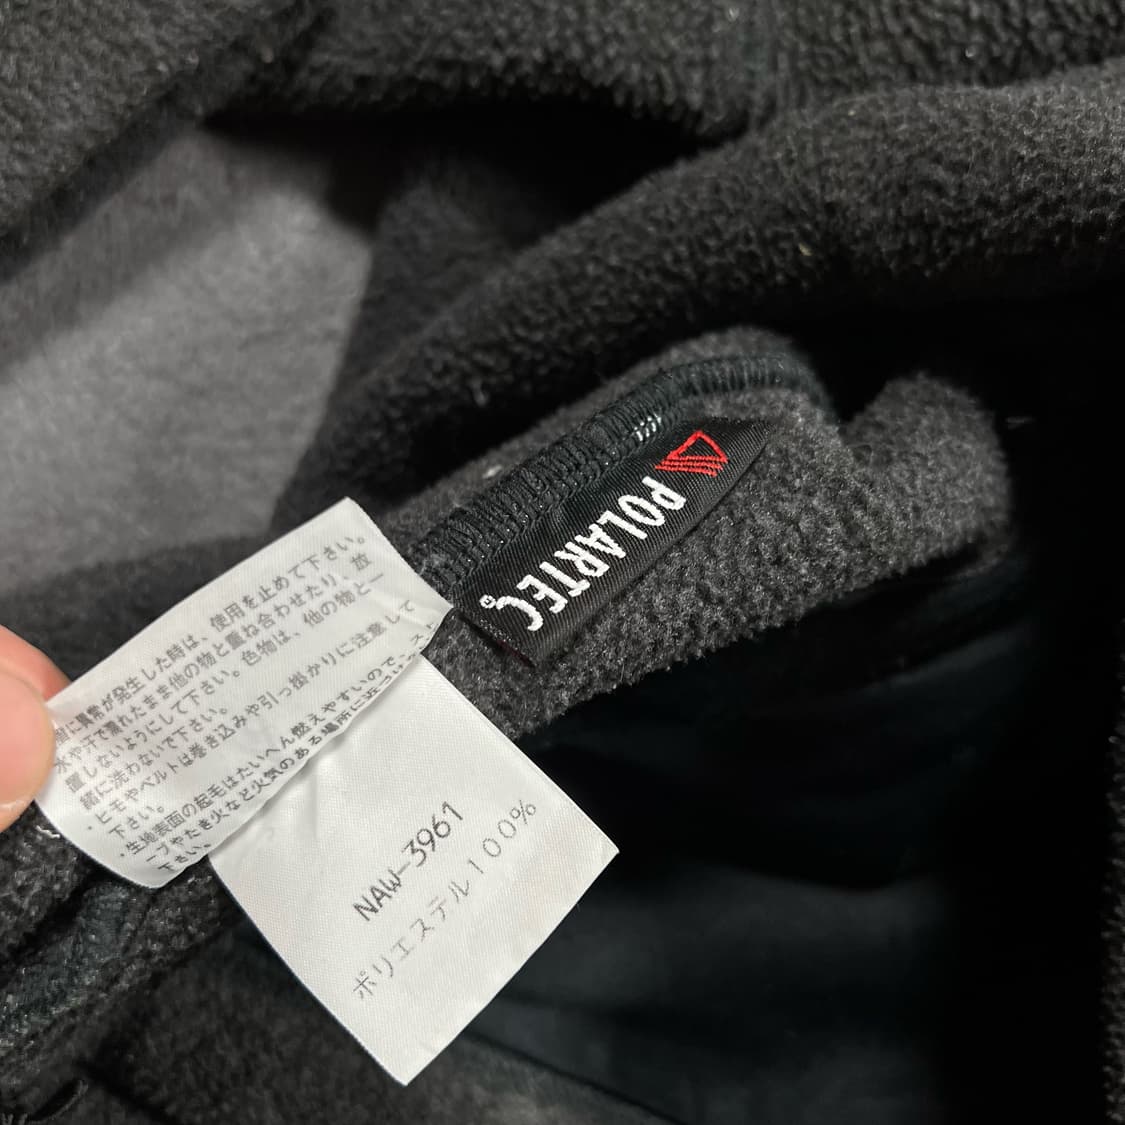 POLARTEC®
面に異常が発生した時は、使用を止めて下さい。
水や汗で濡れたまま他の物と重ね合わせたり、放
置しないようにして下さい。色物は、他の物と一
緒に洗わないで下さい。
・ヒモやベルトは巻き込みや引っ掛かりに注意して
下さい。
・生地表面の起毛はたいへん燃えやすいので、ス
ーブやたき火など火気のある場所に近づけ
下さい。
NAW-3961
ポリエステル100%